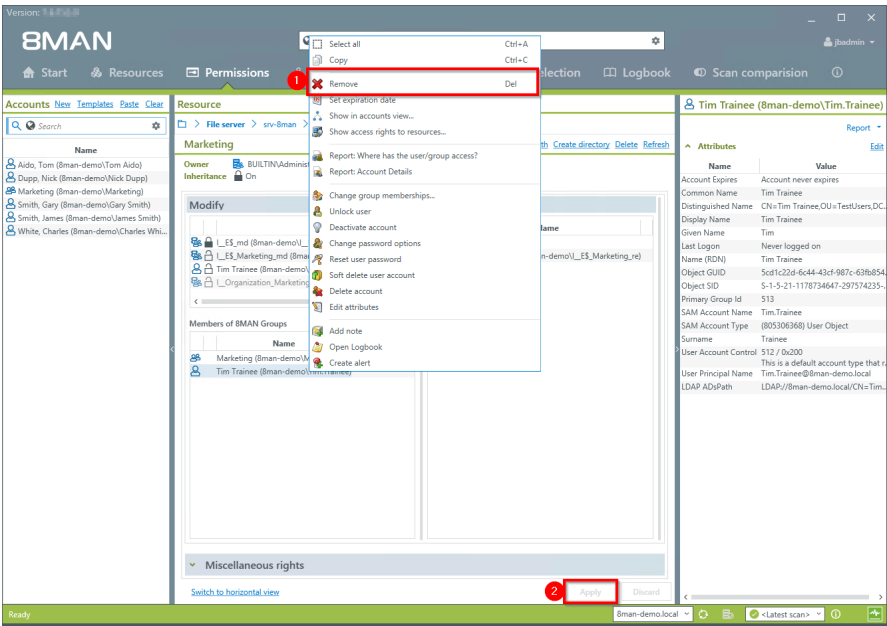 Version:
8MAN
jbadmin
Start
Resources
Permissions
Logbook
Scan comparision
Accounts New Templates Paste Clear
Search
Name
Aido, Tom (8man-demo\Tom Aido)
Dupp, Nick (8man-demo\Nick Dupp)
Marketing (8man-demo\Marketing)
Smith, Gary (8man-demo\Gary Smith)
Smith, James (8man-demo\James Smith)
White, Charles (8man-demo\Charles Whi...
Resource
File server > srv-8man >
Marketing
Create directory Delete Refresh
Owner BUILTIN\Adminis
Inheritance On
Modify
l__E$_md (8man-demo\l__
l__E$_Marketing_md (8ma
n-demo\l__E$_Marketing_re)
Tim Trainee (8man-demo\
l__Organization_Marketing
Members of 8MAN Groups
Name
Marketing (8man-demo\M
Tim Trainee (8man-demo\Tim.Trainee)
Miscellaneous rights
Switch to horizontal view
2
Apply
Discard
Select all Ctrl+A
Copy Ctrl+C
1
Remove Del
Set expiration date
Show in accounts view...
Show access rights to resources...
Report: Where has the user/group access?
Report: Account Details
Change group memberships...
Unlock user
Deactivate account
Change password options
Reset user password
Soft delete user account
Delete account
Edit attributes
Add note
Open Logbook
Create alert
Tim Trainee (8man-demo\Tim.Trainee)
Report
Attributes Edit
Name Value
Account Expires Account never expires
Common Name Tim Trainee
Distinguished Name CN=Tim Trainee,OU=TestUsers,DC...
Display Name Tim Trainee
Given Name Tim
Last Logon Never logged on
Name (RDN) Tim Trainee
Object GUID 5cd1c22d-6c44-43cf-987c-63fb854
Object SID S-1-5-21-1178734647-297574235-...
Primary Group Id 513
SAM Account Name Tim.Trainee
SAM Account Type (805306368) User Object
Surname Trainee
User Account Control 512 / 0x200
This is a default account type that r.
User Principal Name Tim.Trainee@8man-demo.local
LDAP ADsPath LDAP://8man-demo.local/CN=Tim...
Ready
8man-demo.local
<Latest scan>